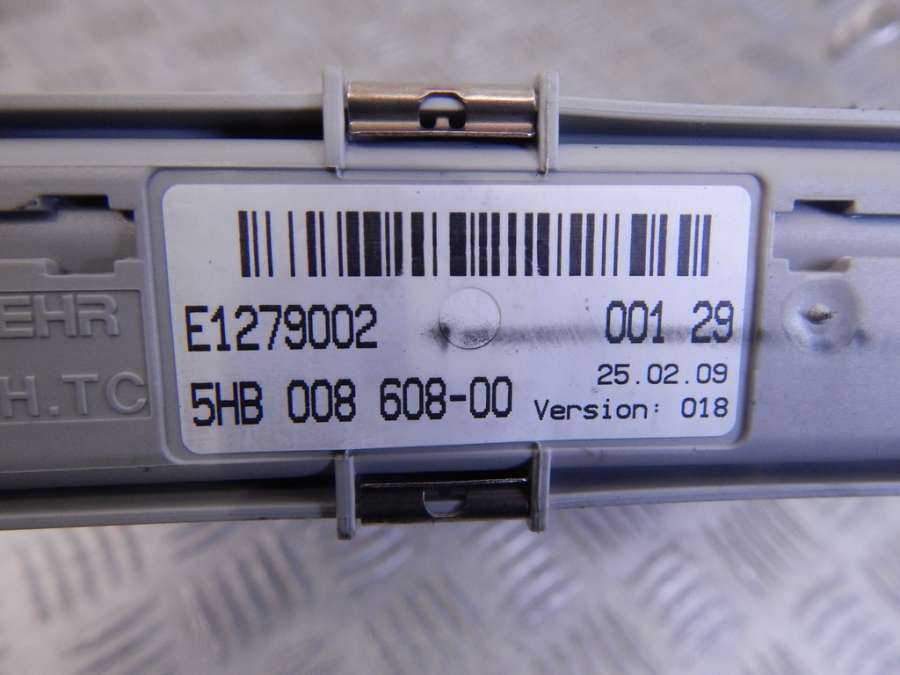 EHR
H.TC
E1279002 001 29
25.02.09
5HB 008 608-00 Version: 018